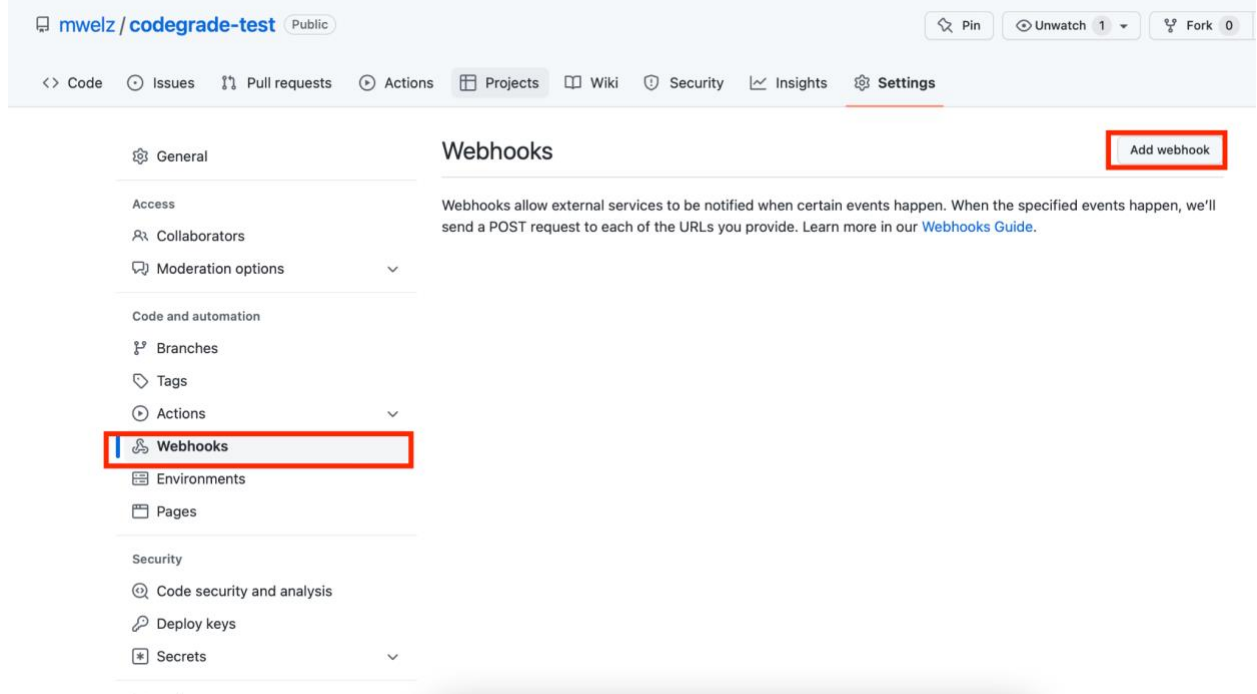 mwelz / codegrade-test Public
Pin
Unwatch 1
Fork 0
Code
Issues
Pull requests
Actions
Projects
Wiki
Security
Insights
Settings
General
Access
Collaborators
Moderation options
Code and automation
Branches
Tags
Actions
Webhooks
Environments
Pages
Security
Code security and analysis
Deploy keys
Secrets
Webhooks
Add webhook
Webhooks allow external services to be notified when certain events happen. When the specified events happen, we'll
send a POST request to each of the URLs you provide. Learn more in our Webhooks Guide.